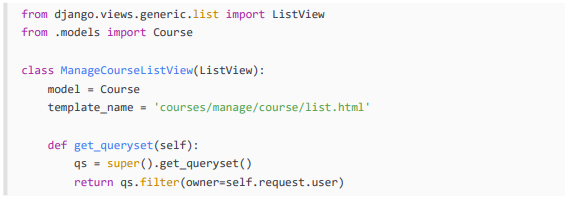 from django.views.generic.list import ListView
from .models import Course

class ManageCourseListView(ListView):
    model = Course
    template_name = 'courses/manage/course/list.html'

    def get_queryset(self):
        qs = super().get_queryset()
        return qs.filter(owner=self.request.user)